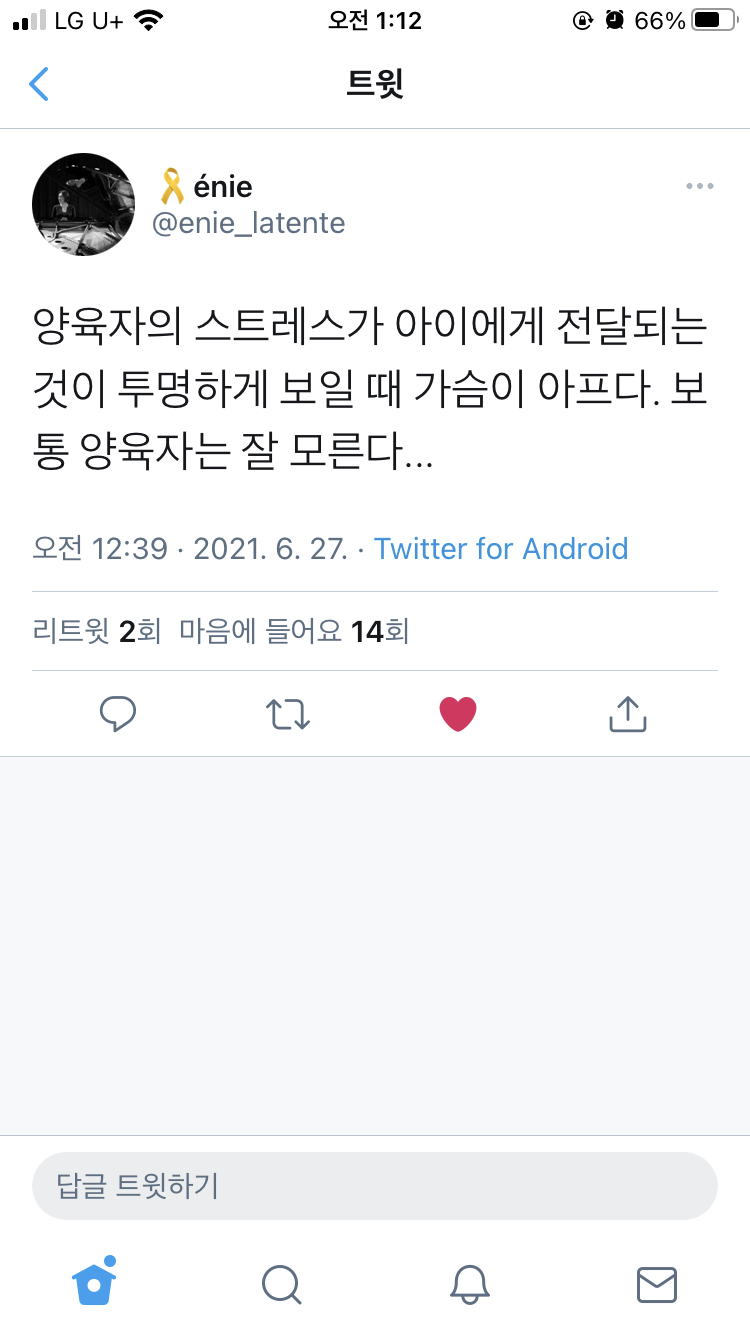 LG U+ 오전 1:12 66%
트윗
🎗énie
@enie_latente
양육자의 스트레스가 아이에게 전달되는
것이 투명하게 보일 때 가슴이 아프다. 보
통 양육자는 잘 모른다...
오전 12:39 · 2021. 6. 27. · Twitter for Android
리트윗 2회 마음에 들어요 14회
답글 트윗하기